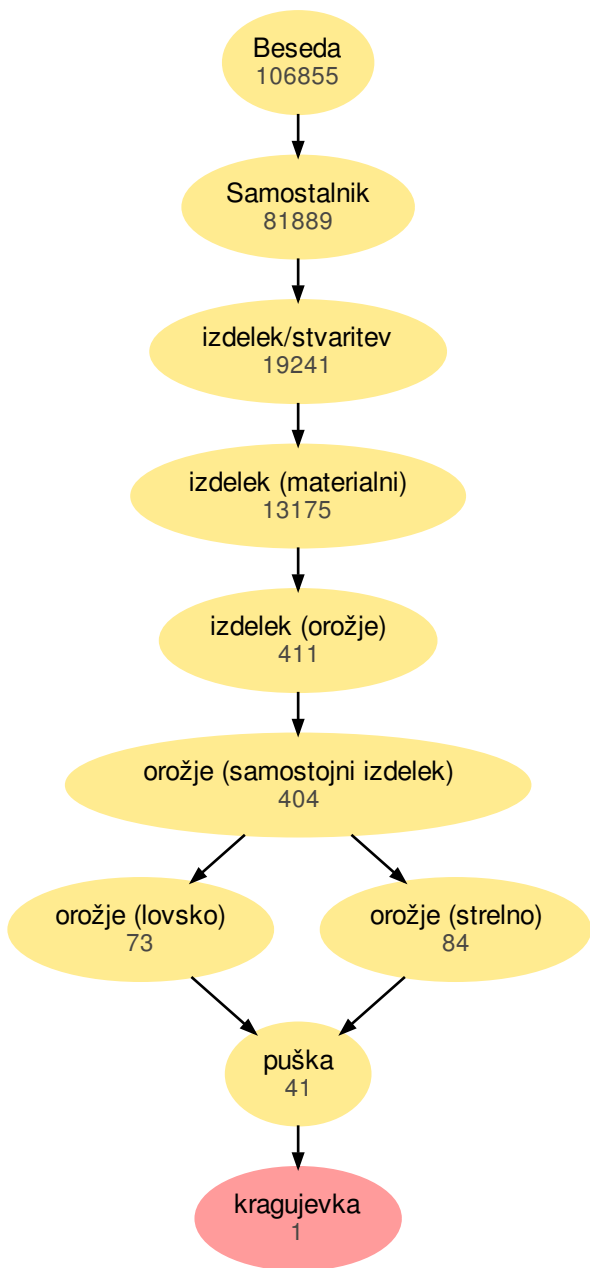 Beseda
106855
Samostalnik
81889
izdelek/stvaritev
19241
izdelek (materialni)
13175
izdelek (orožje)
411
orožje (samostojni izdelek)
404
orožje (lovsko)
73
orožje (strelno)
84
puška
41
kragujevka
1